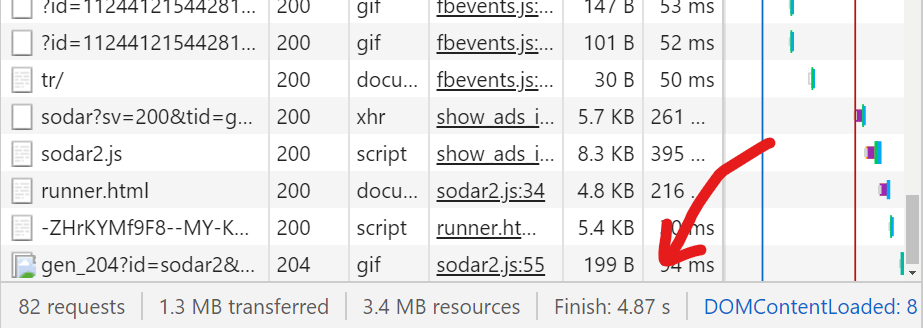 ?id=11244121544281... 200 gif fbevents.js:... 147 B 53 ms
?id=11244121544281... 200 gif fbevents.js:... 101 B 52 ms
tr/ 200 docu... fbevents.js:... 30 B 50 ms
sodar?sv=200&tid=g... 200 xhr show_ads_i... 5.7 KB 261 ...
sodar2.js 200 script show_ads_i... 8.3 KB 395 ...
runner.html 200 docu... sodar2.js:34 4.8 KB 216 ...
-ZHrKYMf9F8--MY-K... 200 script runner.ht... 5.4 KB ms
gen_204?id=sodar2&... 204 gif sodar2.js:55 199 B 94 ms
82 requests 1.3 MB transferred 3.4 MB resources Finish: 4.87 s DOMContentLoaded: 8